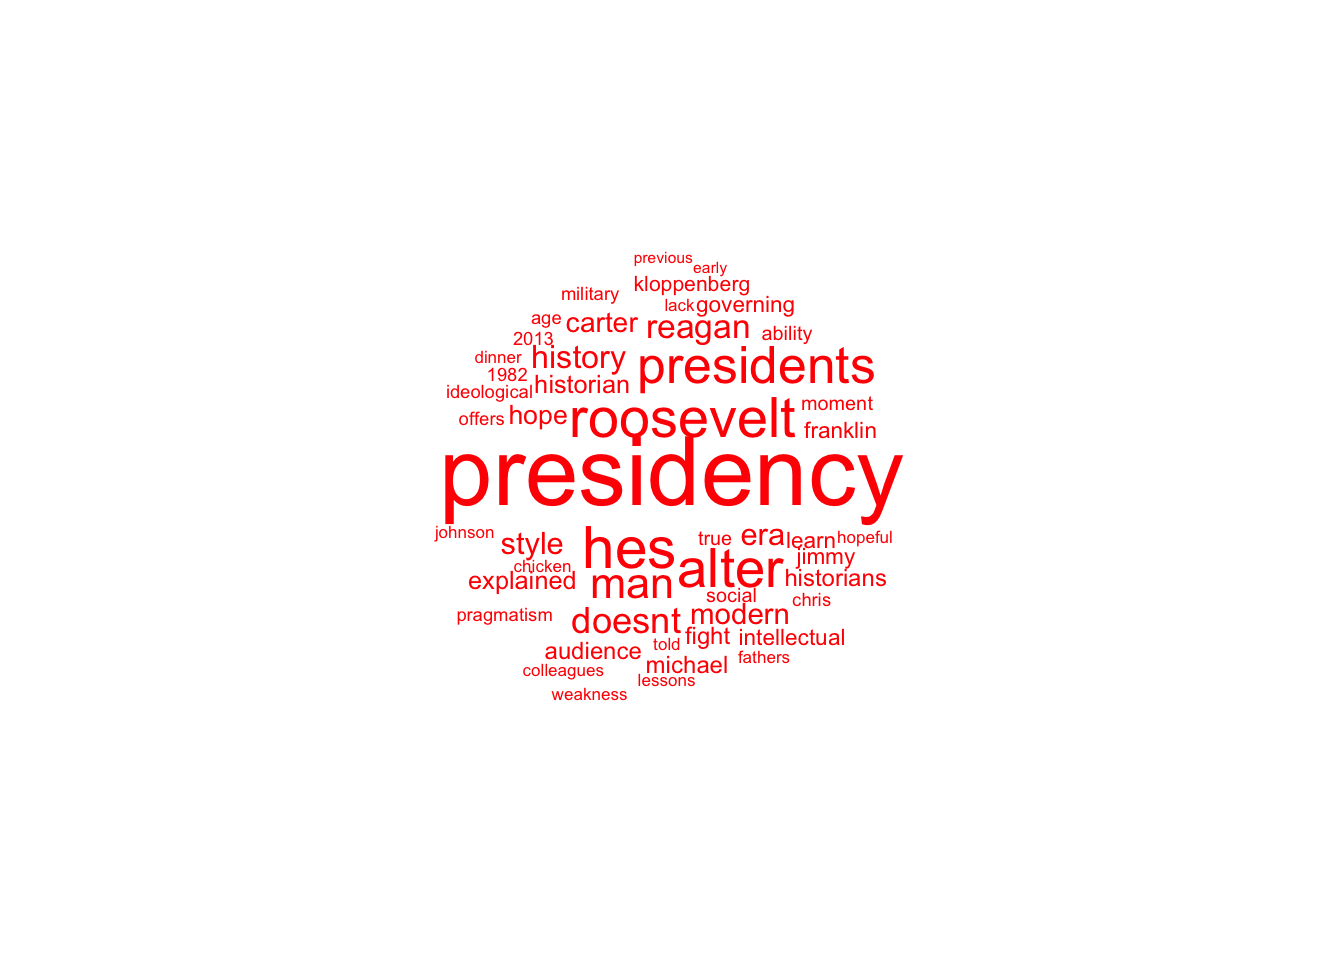 previous
early
kloppenberg
military
lack governing
age carter reagan ability
2013
dinner history presidents
1982
ideological historian
offers hope roosevelt moment
franklin
presidency
johnson
style hes true era learn hopeful
chicken alter jimmy
explained man historians
social chris
pragmatism doesnt modern
fight intellectual
audience told
colleagues michael fathers
lessons
weakness